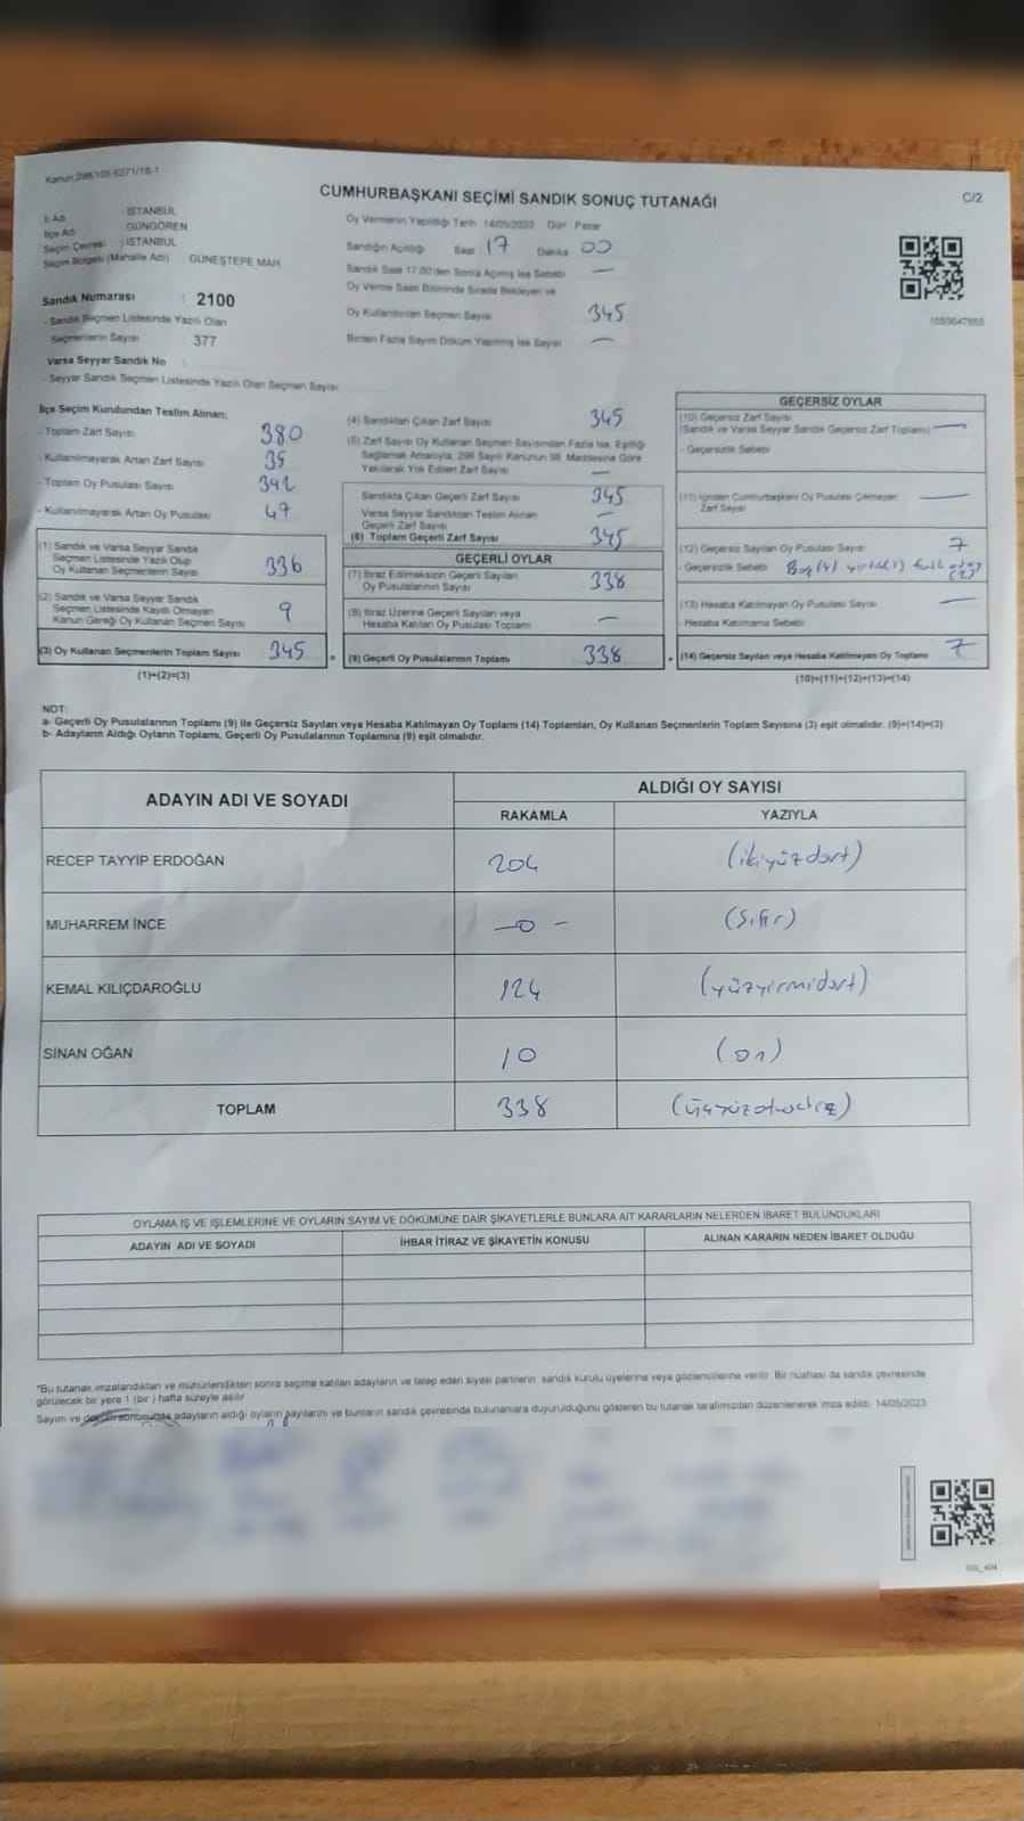 Kanun:298/105-6271/16-1
CUMHURBAŞKANI SEÇİMİ SANDIK SONUÇ TUTANAĞI
C/2
İl Adı : İSTANBUL
İlçe Adı : GÜNGÖREN
Seçim Çevresi : İSTANBUL
Seçim Bölgesi (Mahalle Adı) GÜNEŞTEPE MAH.
Sandık Numarası : 2100
- Sandık Seçmen Listesinde Yazılı Olan
Seçmenlerin Sayısı 377
Varsa Seyyar Sandık No :
- Seyyar Sandık Seçmen Listesinde Yazılı Olan Seçmen Sayısı
Oy Vermenin Yapıldığı Tarih 14/05/2023 Gün Pazar
Sandığın Açıldığı Saat 17 Dakika 00
Sandık Saat 17.00'den Sonra Açılmış İse Sebebi —
Oy Verme Saati Bitiminde Sırada Bekleyen ve
Oy Kullandırılan Seçmen Sayısı 345
Birden Fazla Sayım Döküm Yapılmış İse Sayısı —
İlçe Seçim Kurulundan Teslim Alınan:
- Toplam Zarf Sayısı 380
- Kullanılmayarak Artan Zarf Sayısı 35
- Toplam Oy Pusulası Sayısı 392
- Kullanılmayarak Artan Oy Pusulası 47
(1) Sandık ve Varsa Seyyar Sandık
Seçmen Listesinde Yazılı Olup
Oy Kullanan Seçmenlerin Sayısı 336
(2) Sandık ve Varsa Seyyar Sandık
Seçmen Listesinde Kayıtlı Olmayan
Kanun Gereği Oy Kullanan Seçmen Sayısı 9
(3) Oy Kullanan Seçmenlerin Toplam Sayısı 345
(1)+(2)=(3)
(4) Sandıktan Çıkan Zarf Sayısı 345
(5) Zarf Sayısı Oy Kullanan Seçmen Sayısından Fazla İse, Eşitliği
Sağlamak Amacıyla, 298 Sayılı Kanunun 98. Maddesine Göre
Yakılarak Yok Edilen Zarf Sayısı —
Sandıkta Çıkan Geçerli Zarf Sayısı 345
Varsa Seyyar Sandıktan Teslim Alınan
Geçerli Zarf Sayısı —
(6) Toplam Geçerli Zarf Sayısı 345
GEÇERLİ OYLAR
(7) İtiraz Edilmeksizin Geçerli Sayılan
Oy Pusulalarının Sayısı 338
(8) İtiraz Üzerine Geçerli Sayılan veya
Hesaba Katılan Oy Pusulası Toplamı —
(9) Geçerli Oy Pusulalarının Toplamı 338
GEÇERSİZ OYLAR
(10) Geçersiz Zarf Sayısı
(Sandık ve Varsa Seyyar Sandık Geçersiz Zarf Toplamı) —
- Geçersizlik Sebebi
(11) İçinden Cumhurbaşkanı Oy Pusulası Çıkmayan
Zarf Sayısı —
(12) Geçersiz Sayılan Oy Pusulası Sayısı 7
- Geçersizlik Sebebi
(13) Hesaba Katılmayan Oy Pusulası Sayısı —
Hesaba Katılmama Sebebi
(14) Geçersiz Sayılan veya Hesaba Katılmayan Oy Toplamı 7
(10)+(11)+(12)+(13)=(14)
NOT:
a- Geçerli Oy Pusulalarının Toplamı (9) ile Geçersiz Sayılan veya Hesaba Katılmayan Oy Toplamı (14) Toplamları, Oy Kullanan Seçmenlerin Toplam Sayısına (3) eşit olmalıdır. (9)+(14)=(3)
b- Adayların Aldığı Oyların Toplamı, Geçerli Oy Pusulalarının Toplamına (9) eşit olmalıdır.
ADAYIN ADI VE SOYADI
ALDIĞI OY SAYISI
RAKAMLA YAZIYLA
RECEP TAYYİP ERDOĞAN 204 (ikiyüzdört)
MUHARREM İNCE —0— (Sıfır)
KEMAL KILIÇDAROĞLU 124 (yüzyirmidört)
SİNAN OĞAN 10 (on)
TOPLAM 338 (üçyüzotuzsekiz)
OYLAMA İŞ VE İŞLEMLERİNE VE OYLARIN SAYIM VE DÖKÜMÜNE DAİR ŞİKAYETLERLE BUNLARA AİT KARARLARIN NELERDEN İBARET BULUNDUKLARI
ADAYIN ADI VE SOYADI İHBAR İTİRAZ VE ŞİKAYETİN KONUSU ALINAN KARARIN NEDEN İBARET OLDUĞU
"Bu tutanak imzalandıktan ve mühürlendikten sonra seçime katılan adayların ve talep eden siyasi partilerin sandık kurulu üyelerine veya gözlemcilerine verilir. Bir nüshası da sandık çevresinde
görülecek bir yere 1 (bir) hafta süreyle asılır
Sayım ve döküm sonucunda adayların aldığı oyların sayılarını ve bunların sandık çevresinde bulunanlara duyurulduğunu gösteren bu tutanak tarafımızdan düzenlenerek imza edildi. 14/05/2023